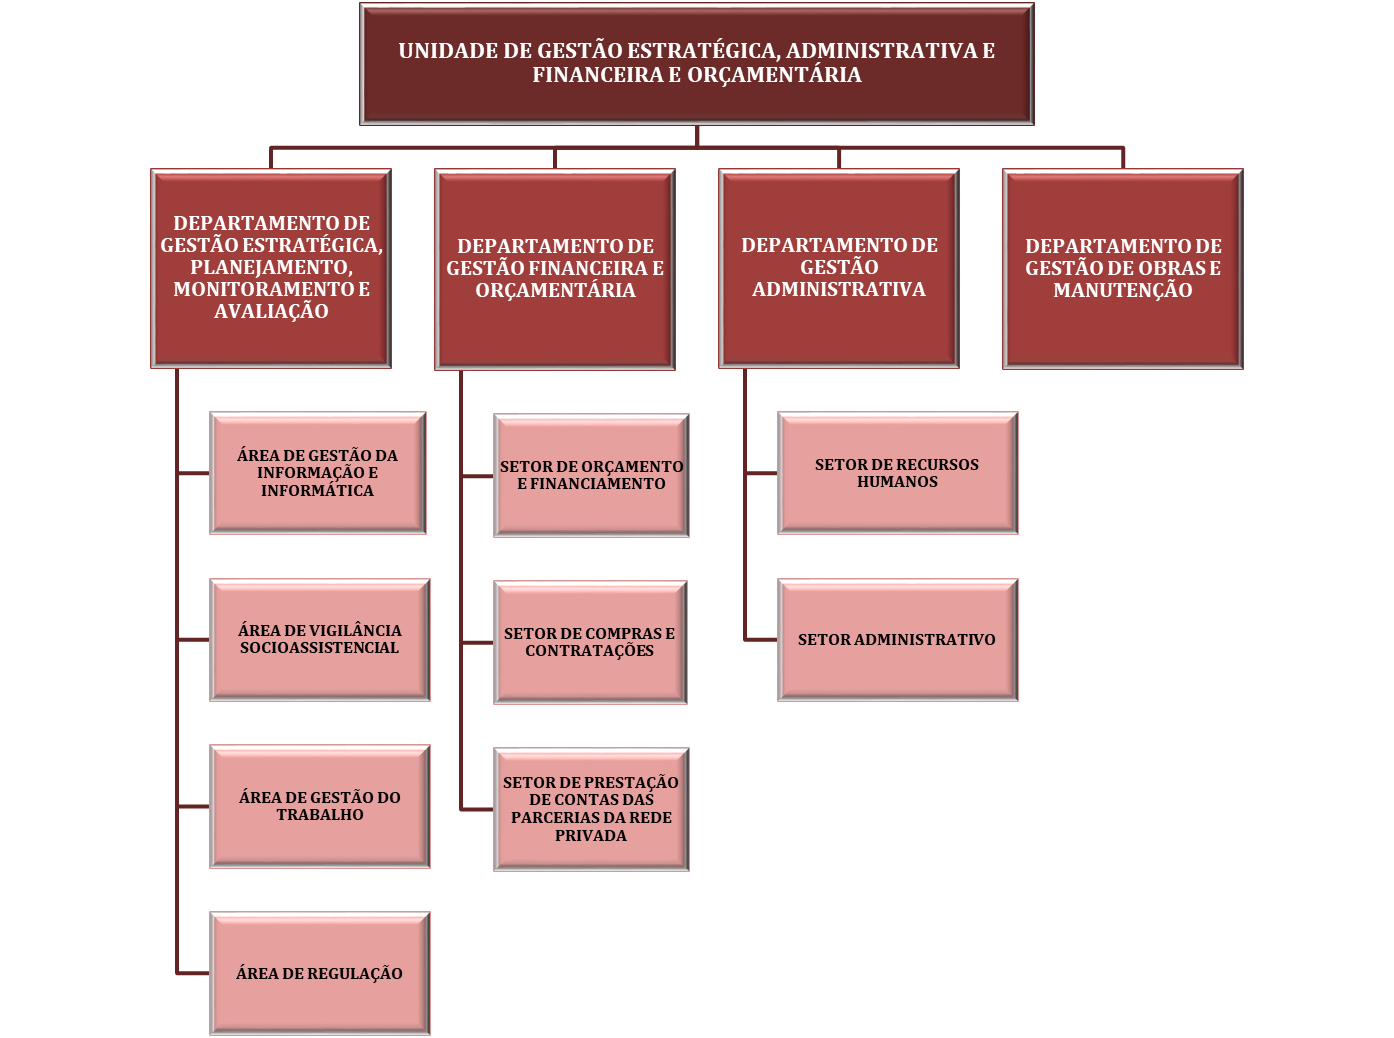 UNIDADE DE GESTÃO ESTRATÉGICA, ADMINISTRATIVA E
FINANCEIRA E ORÇAMENTÁRIA
DEPARTAMENTO DE
GESTÃO ESTRATÉGICA,
PLANEJAMENTO,
MONITORAMENTO E
AVALIAÇÃO
ÁREA DE GESTÃO DA
INFORMAÇÃO E
INFORMÁTICA
ÁREA DE VIGILÂNCIA
SOCIOASSISTENCIAL
ÁREA DE GESTÃO DO
TRABALHO
ÁREA DE REGULAÇÃO
DEPARTAMENTO DE
GESTÃO FINANCEIRA E
ORÇAMENTÁRIA
SETOR DE ORÇAMENTO
E FINANCIAMENTO
SETOR DE COMPRAS E
CONTRATAÇÕES
SETOR DE PRESTAÇÃO
DE CONTAS DAS
PARCERIAS DA REDE
PRIVADA
DEPARTAMENTO DE
GESTÃO
ADMINISTRATIVA
SETOR DE RECURSOS
HUMANOS
SETOR ADMINISTRATIVO
DEPARTAMENTO DE
GESTÃO DE OBRAS E
MANUTENÇÃO